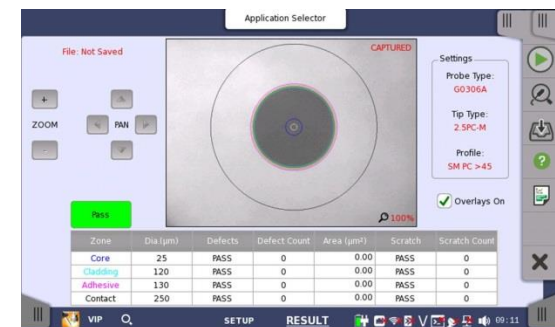 Application Selector
File: Not Saved
CAPTURED
Settings
Probe Type:
G0306A
Tip Type:
2.5PC-M
Profile:
SM PC >45
ZOOM
PAN
+
-
100%
Overlays On
Pass
Zone Dia.(µm) Defects Defect Count Area (µm²) Scratch Scratch Count
Core 25 PASS 0 0.00 PASS 0
Cladding 120 PASS 0 0.00 PASS 0
Adhesive 130 PASS 0 0.00 PASS 0
Contact 250 PASS 0 0.00 PASS 0
VIP SETUP RESULT V 09:11